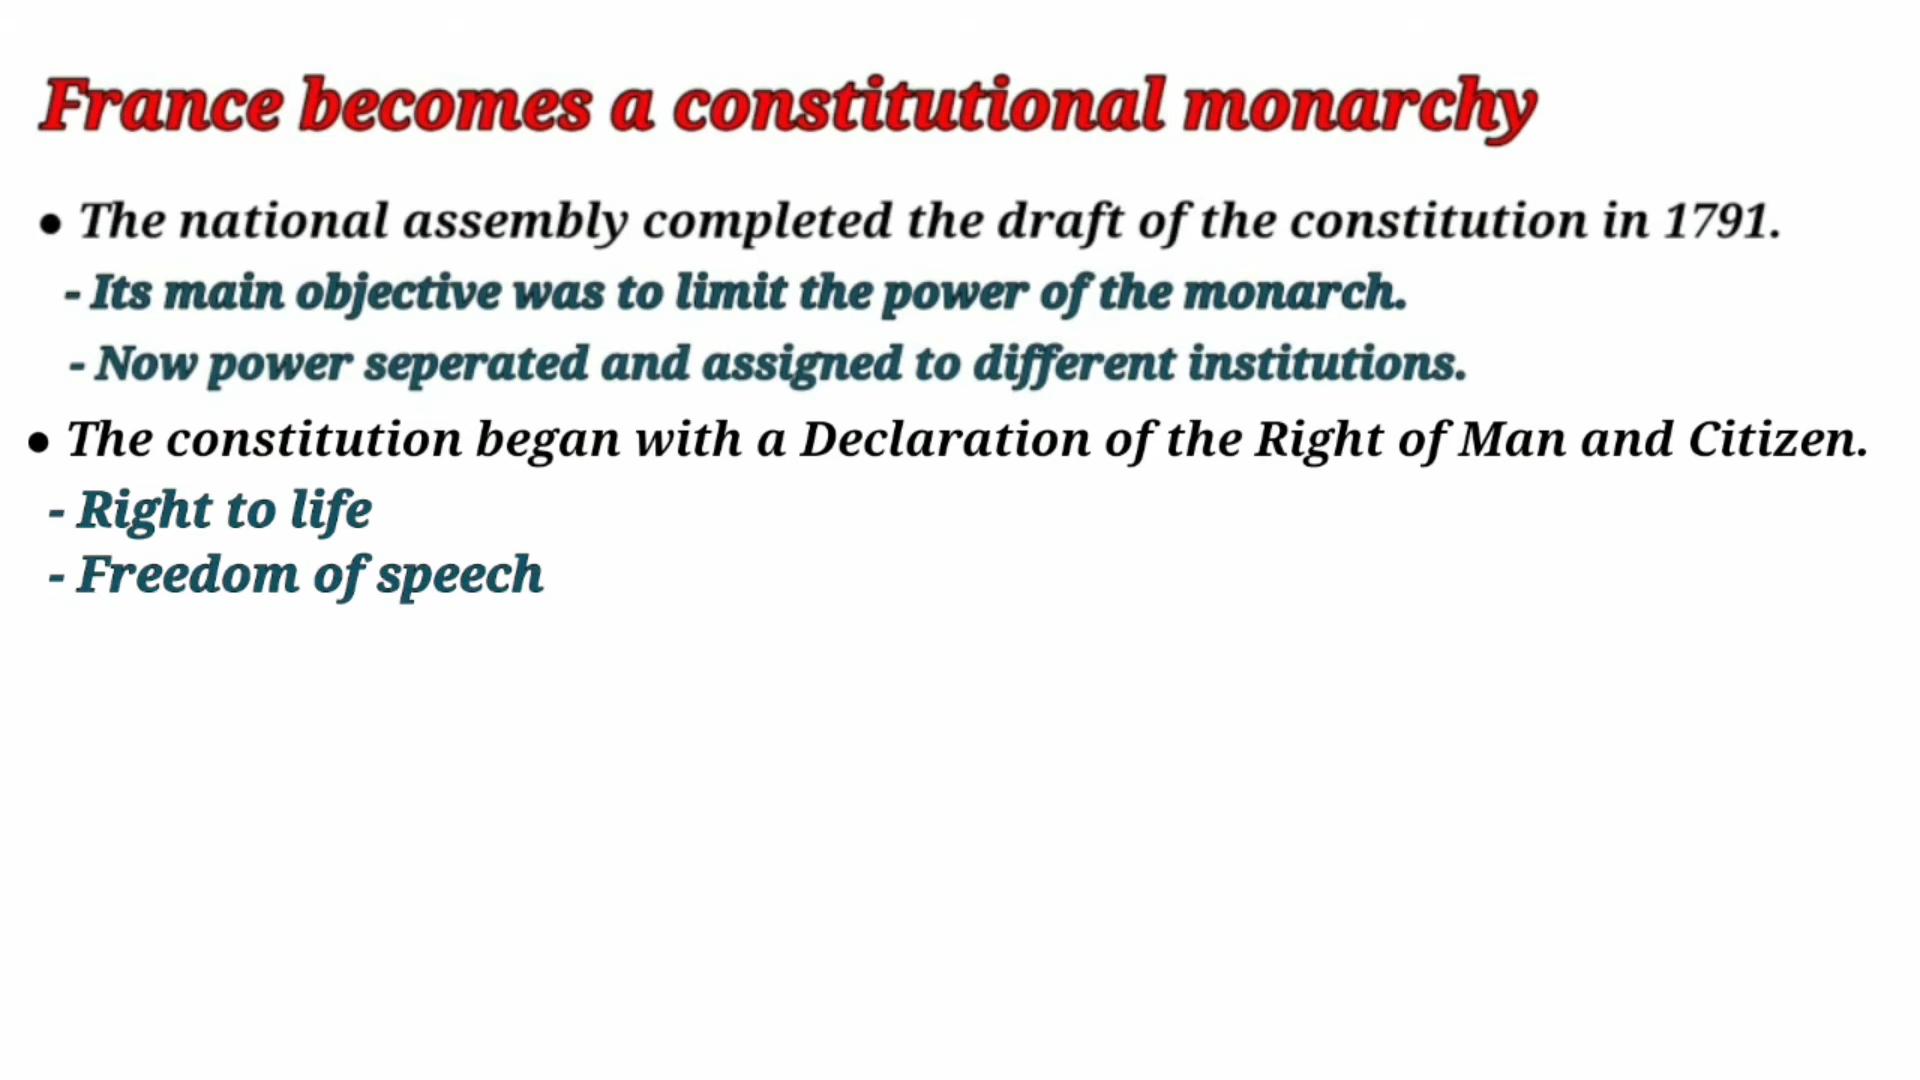 France becomes a constitutional monarchy
● The national assembly completed the draft of the constitution in 1791.
- Its main objective was to limit the power of the monarch.
- Now power seperated and assigned to different institutions.
● The constitution began with a Declaration of the Right of Man and Citizen.
- Right to life
- Freedom of speech